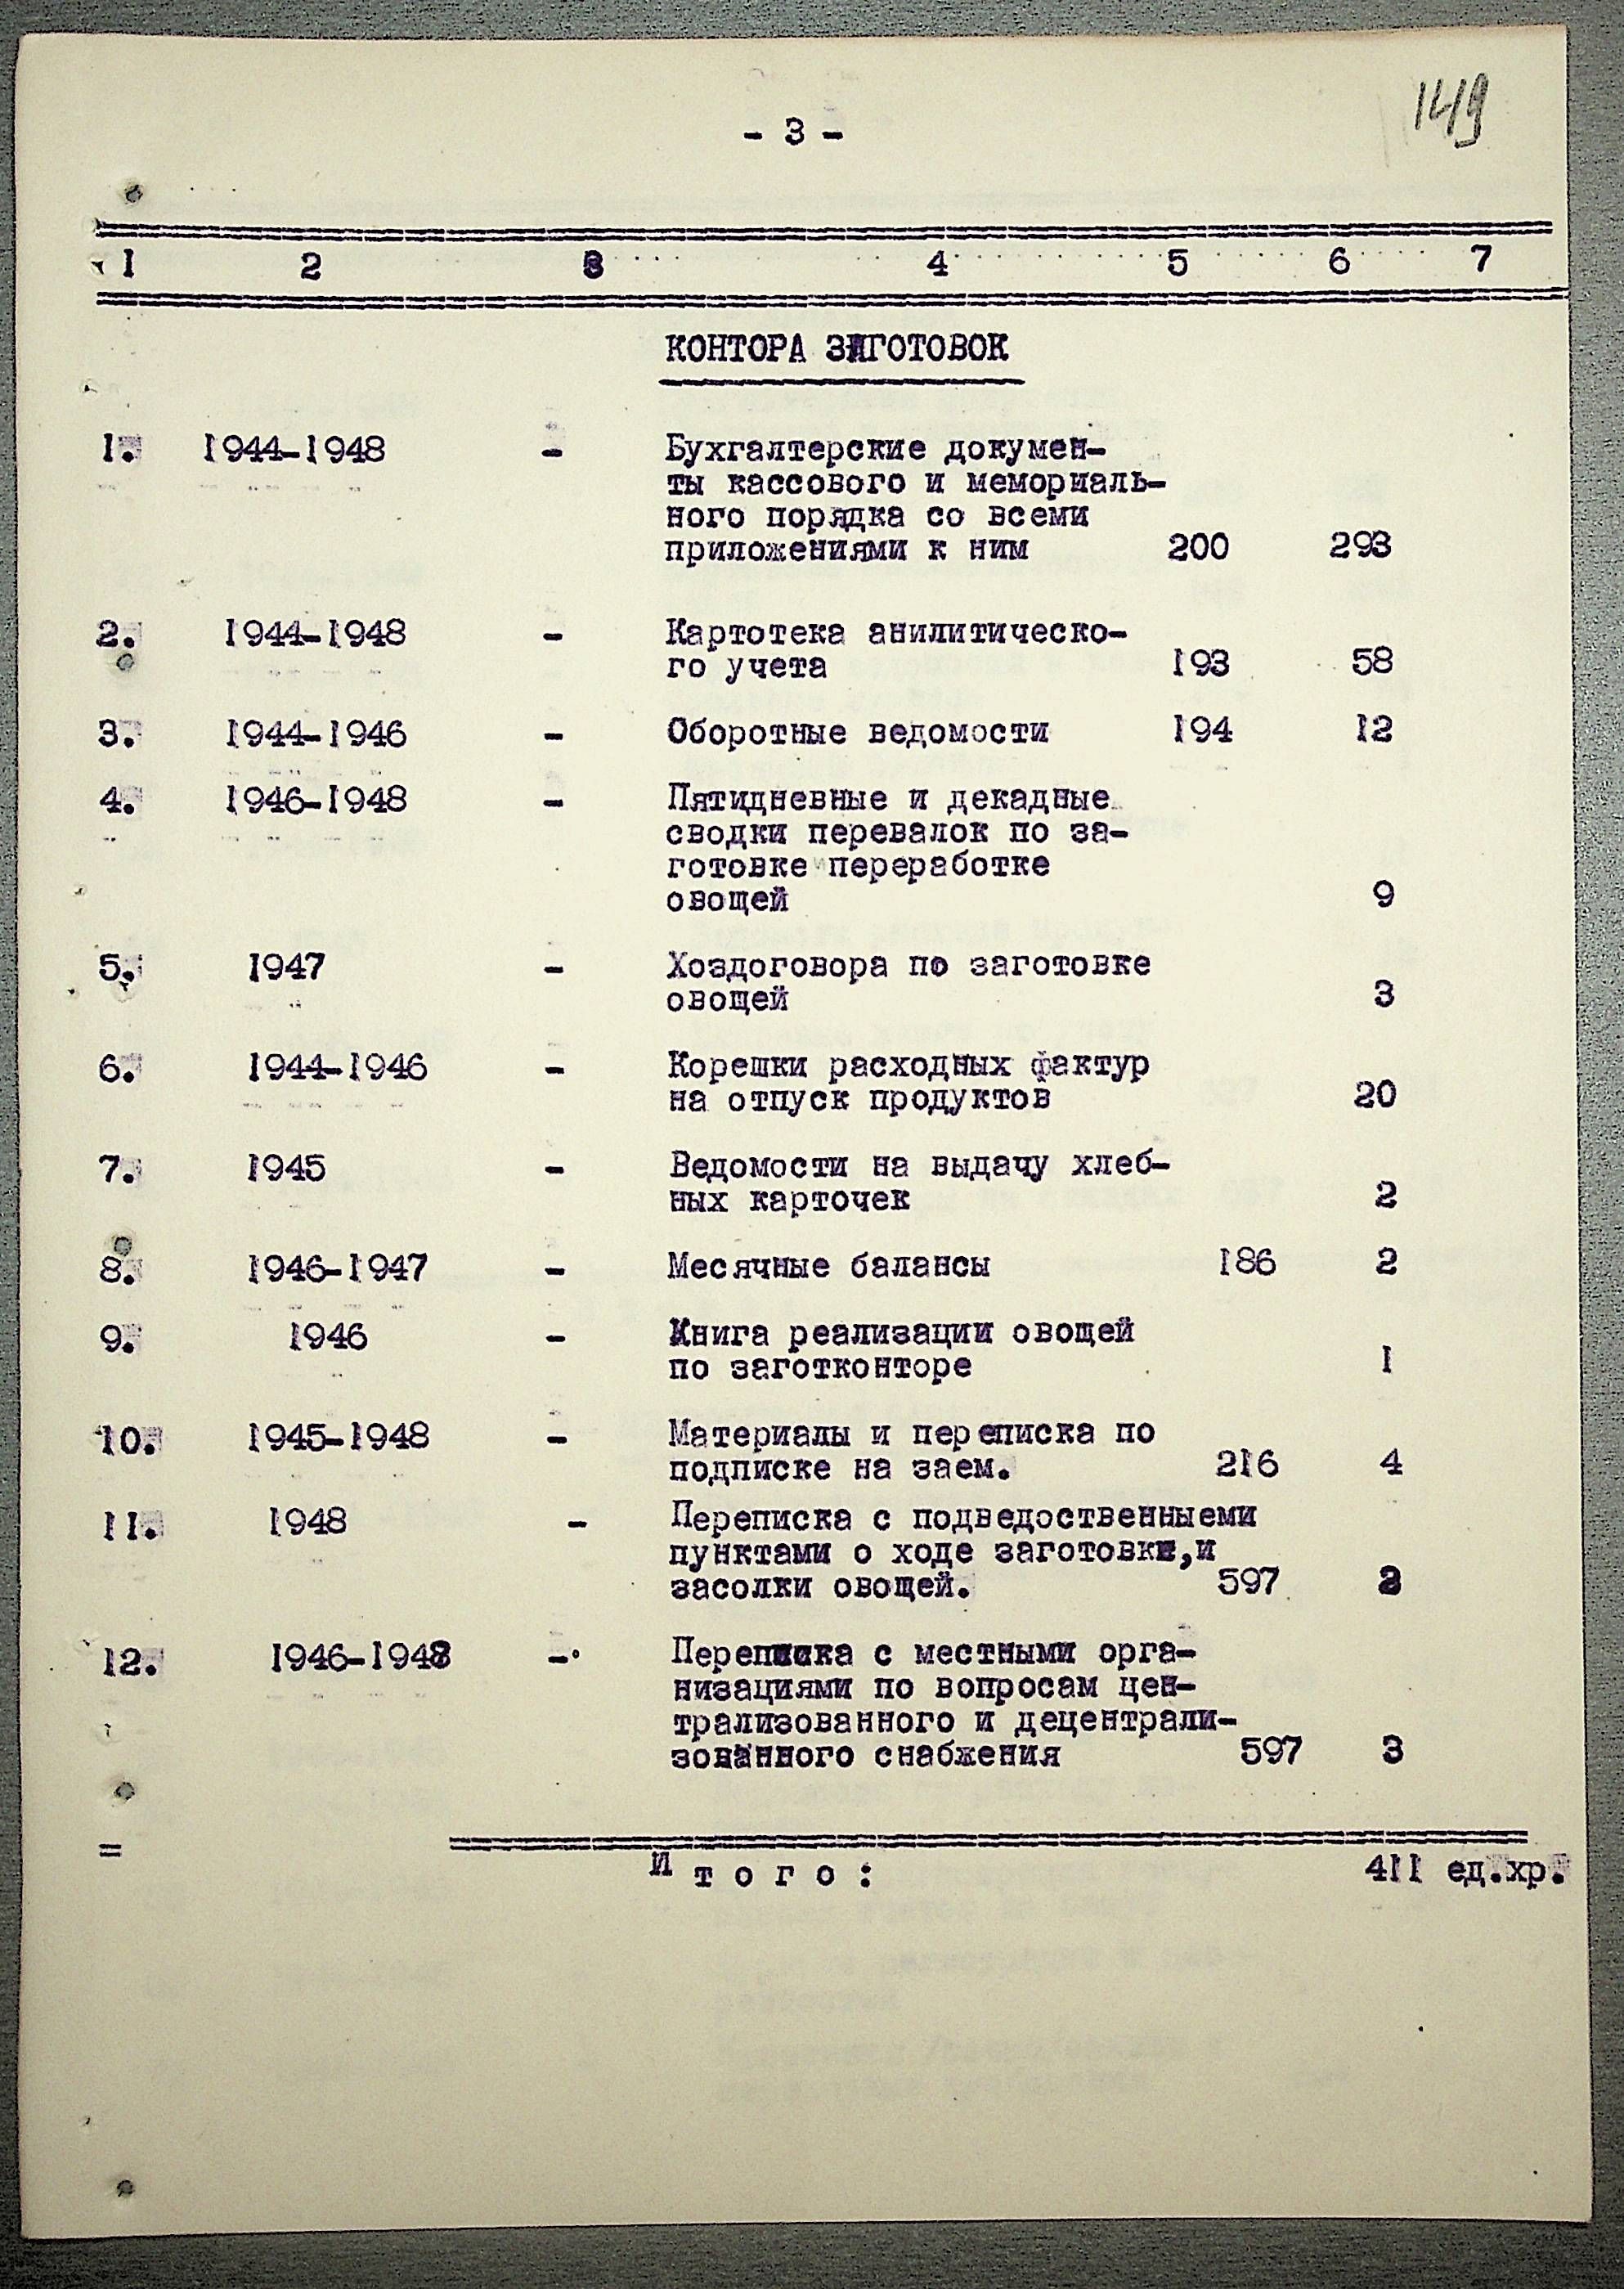 149
- 3 -
1 2 3 4 5 6 7
КОНТОРА ЗАГОТОВОК
1. 1944-1948 - Бухгалтерские докумен-
ты кассового и мемориаль-
ного порядка со всеми
приложениями к ним 200 293
2. 1944-1948 - Картотека анилитическо-
го учета 193 58
3. 1944-1946 - Оборотные ведомости 194 12
4. 1946-1948 - Пятидневные и декадные
сводки перевалок по за-
готовке и переработке
овощей 9
5. 1947 - Хоздоговора по заготовке
овощей 3
6. 1944-1946 - Корешки расходных фактур
на отпуск продуктов 20
7. 1945 - Ведомости на выдачу хлеб-
ных карточек 2
8. 1946-1947 - Месячные балансы 186 2
9. 1946 - Книга реализации овощей
по заготконторе 1
10. 1945-1948 - Материалы и переписка по
подписке на заем. 216 4
11. 1948 - Переписка с подведоственныеми
пунктами о ходе заготовке,и
засолки овощей. 597
12. 1946-1948 - Переписка с местными орга-
низациями по вопросам цен-
трализованного и децентрали-
зованного снабжения 597 3
=
Итого: 411 ед.хр.